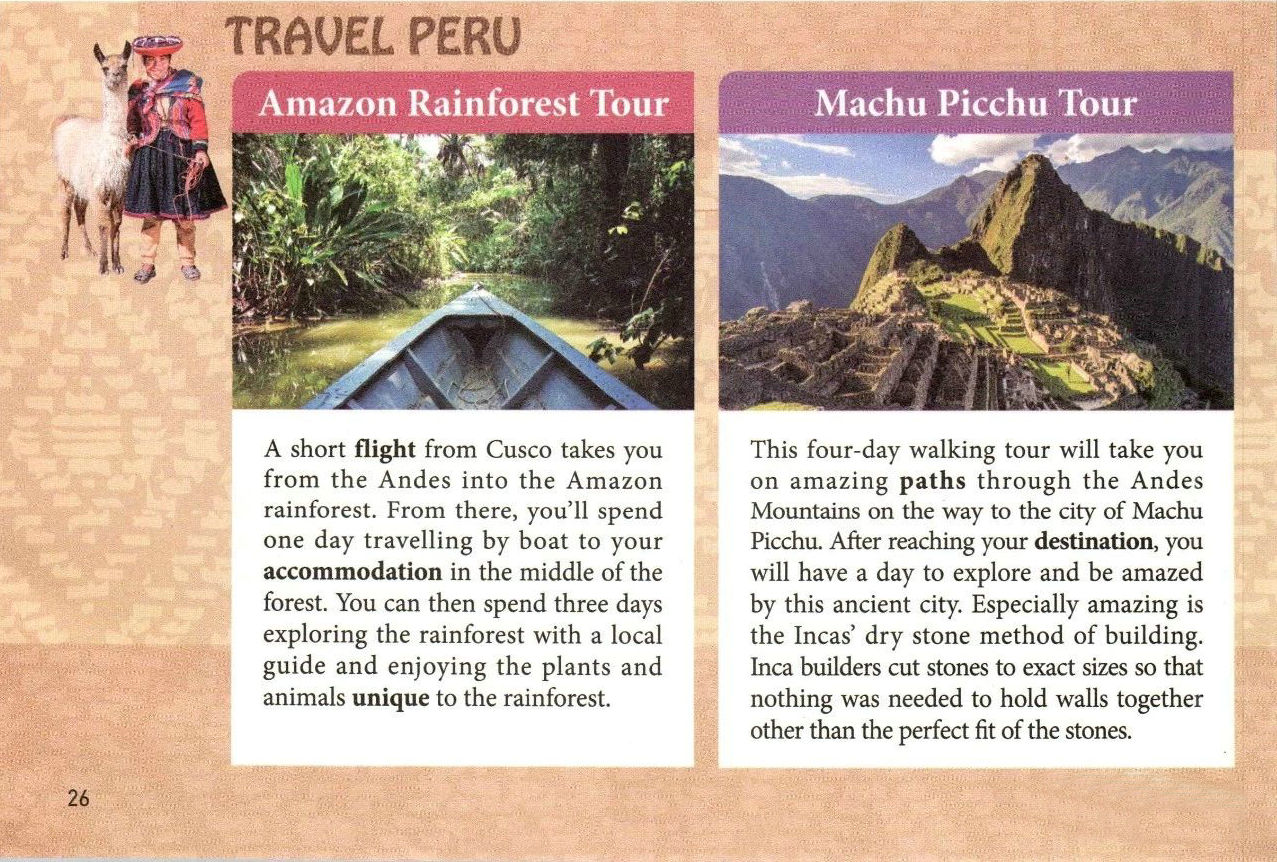 TRAVEL PERU
Amazon Rainforest Tour
A short flight from Cusco takes you
from the Andes into the Amazon
rainforest. From there, you'll spend
one day travelling by boat to your
accommodation in the middle of the
forest. You can then spend three days
exploring the rainforest with a local
guide and enjoying the plants and
animals unique to the rainforest.
Machu Picchu Tour
This four-day walking tour will take you
on amazing paths through the Andes
Mountains on the way to the city of Machu
Picchu. After reaching your destination, you
will have a day to explore and be amazed
by this ancient city. Especially amazing is
the Incas' dry stone method of building.
Inca builders cut stones to exact sizes so that
nothing was needed to hold walls together
other than the perfect fit of the stones.
26